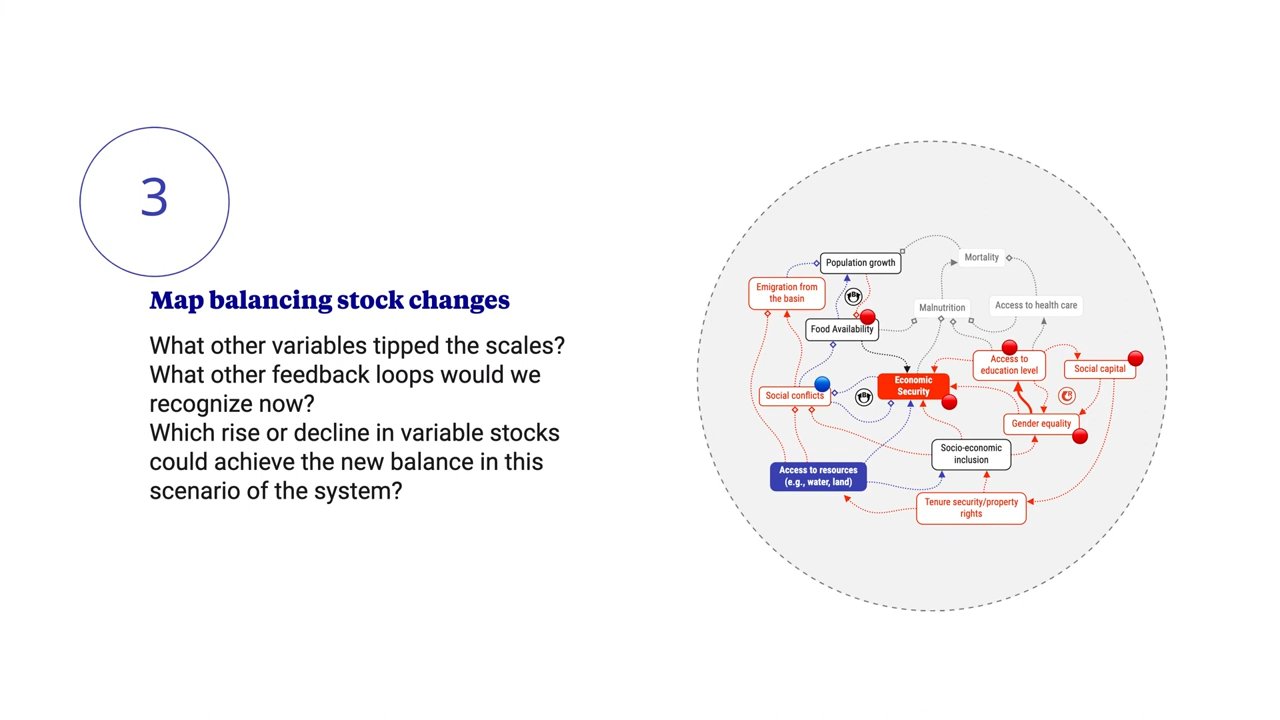 3
Map balancing stock changes
What other variables tipped the scales?
What other feedback loops would we
recognize now?
Which rise or decline in variable stocks
could achieve the new balance in this
scenario of the system?
Population growth
Mortality
Emigration from
the basin
Malnutrition
Access to health care
Food Availability
B
Access to
education level
Social capital
Economic
Security
Social conflicts
B
Gender equality
Socio-economic
inclusion
Access to resources
(e.g., water, land)
Tenure security/property
rights